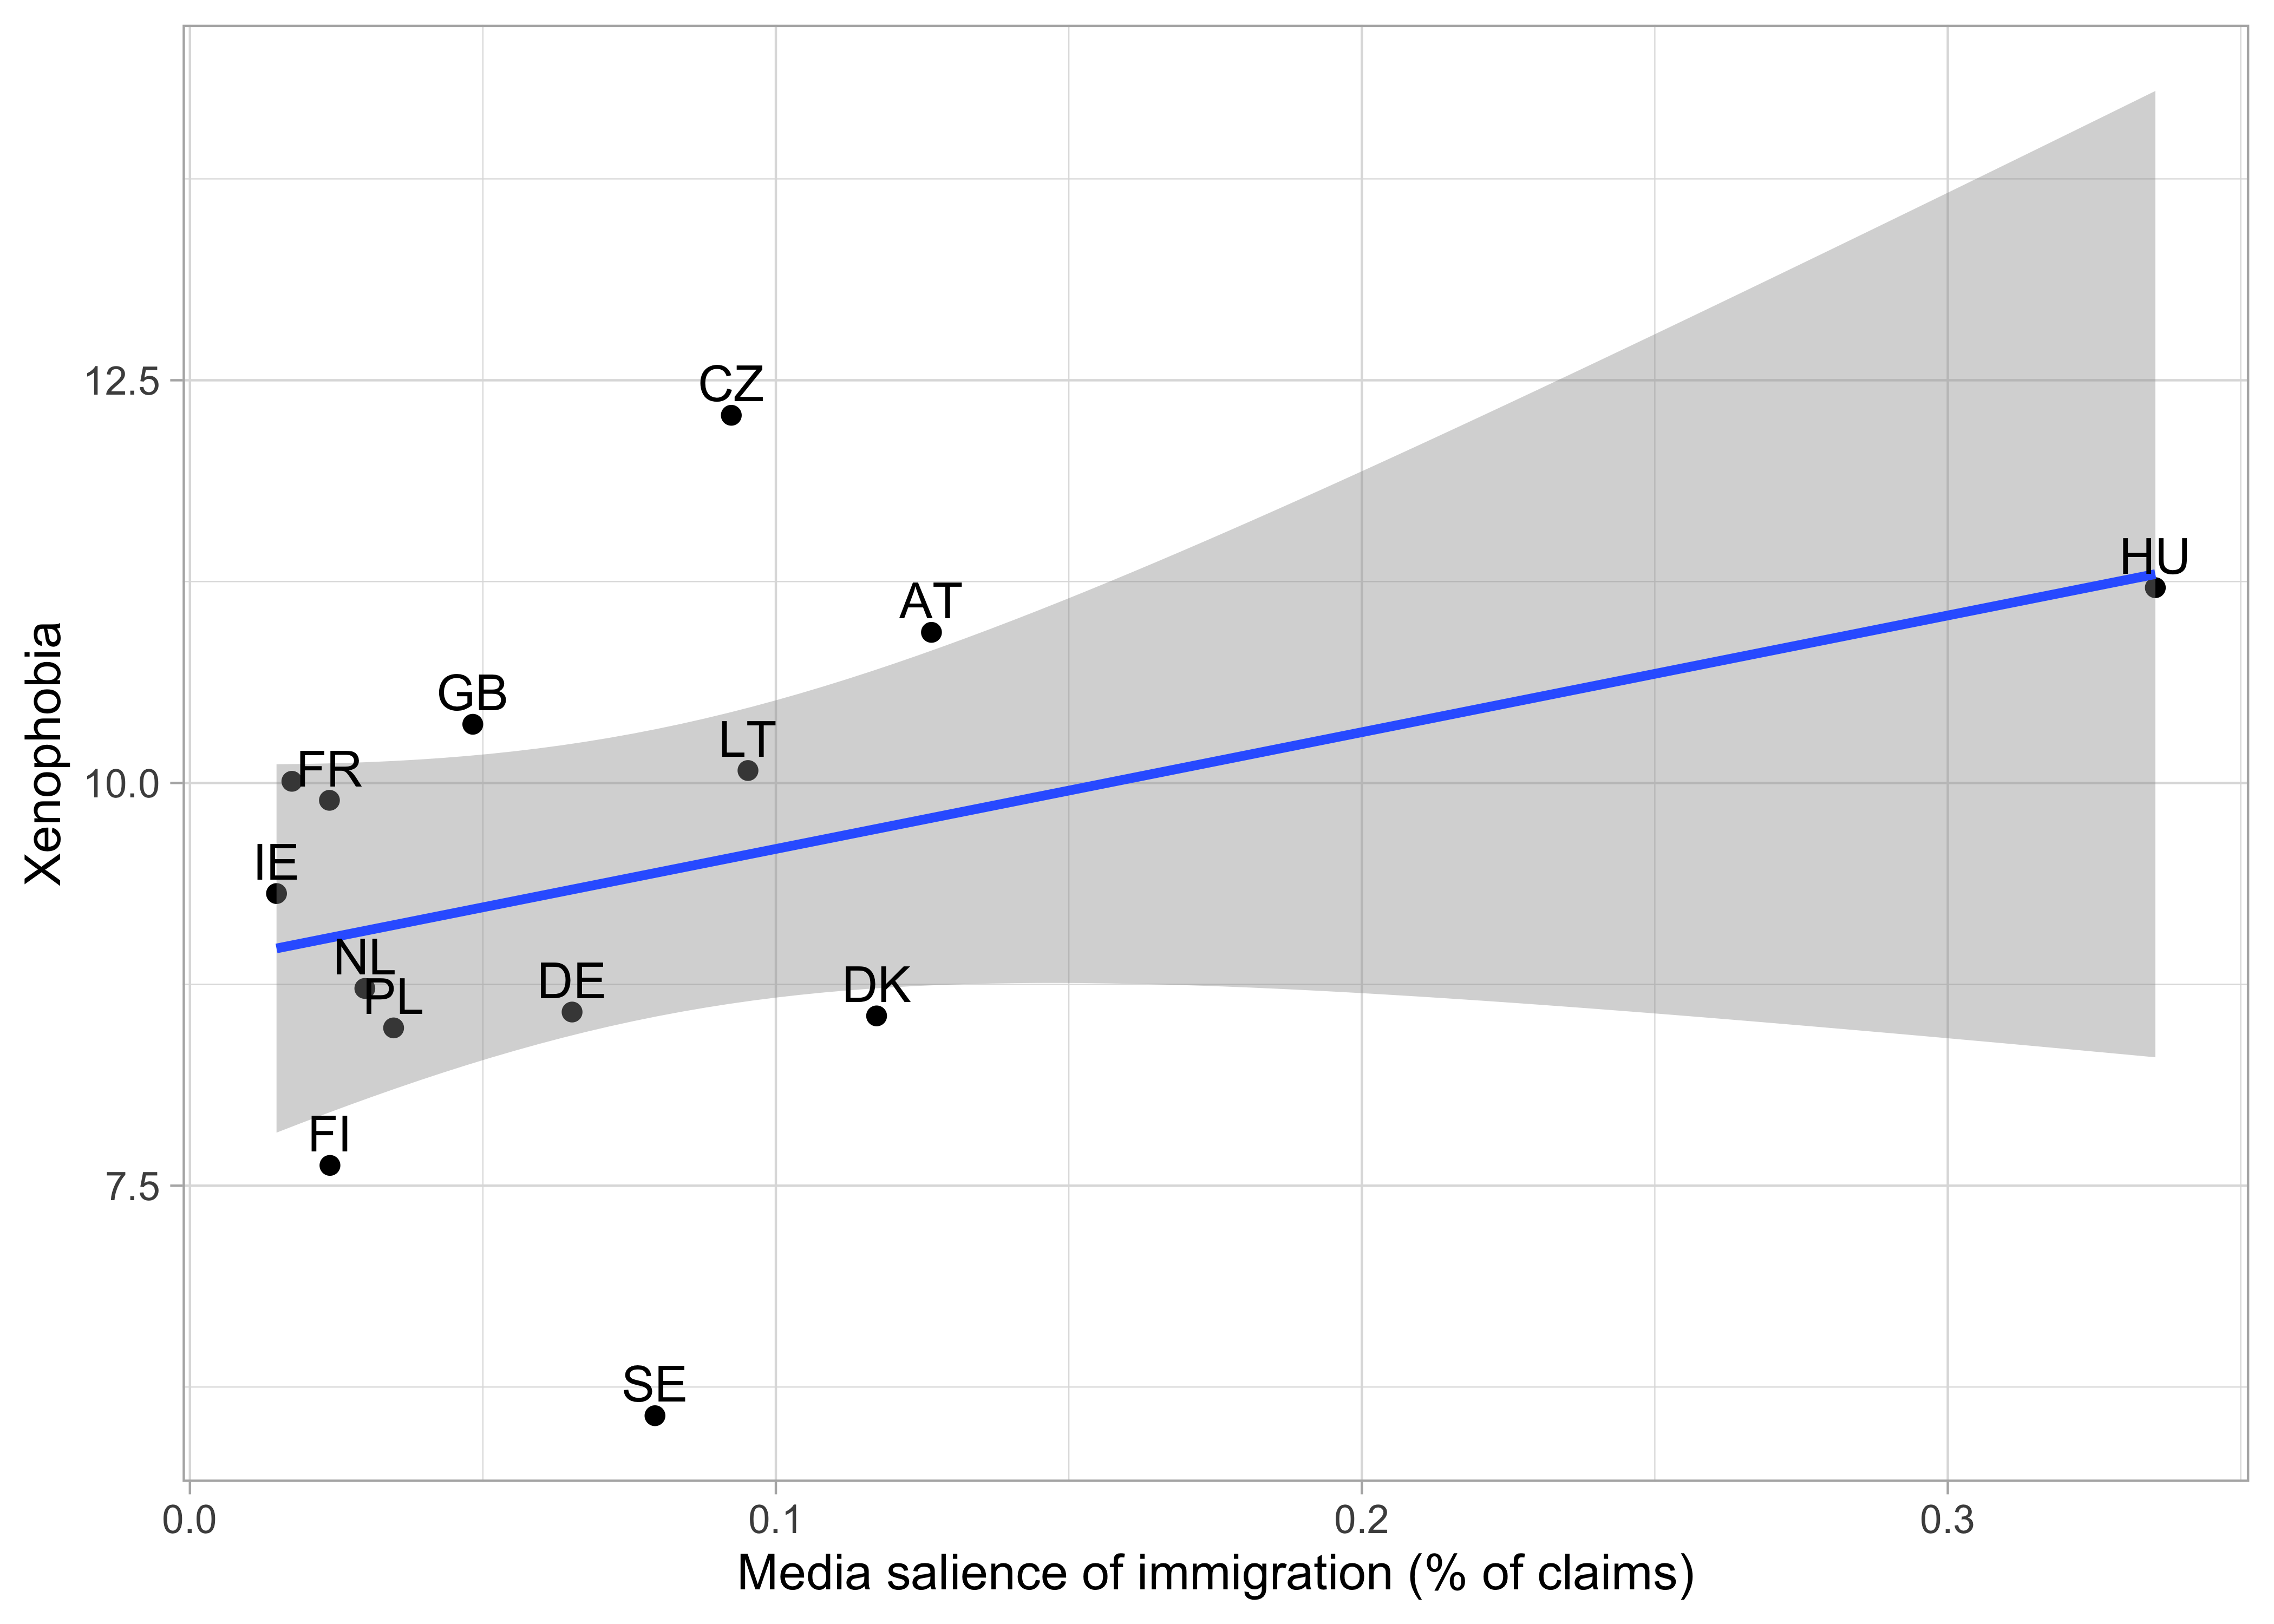 Xenophobia
12.5
10.0
7.5
CZ
HU
AT
GB
LT
FR
IE
NL
DE
DK
PL
FI
SE
0.0
0.1
0.2
0.3
Media salience of immigration (% of claims)